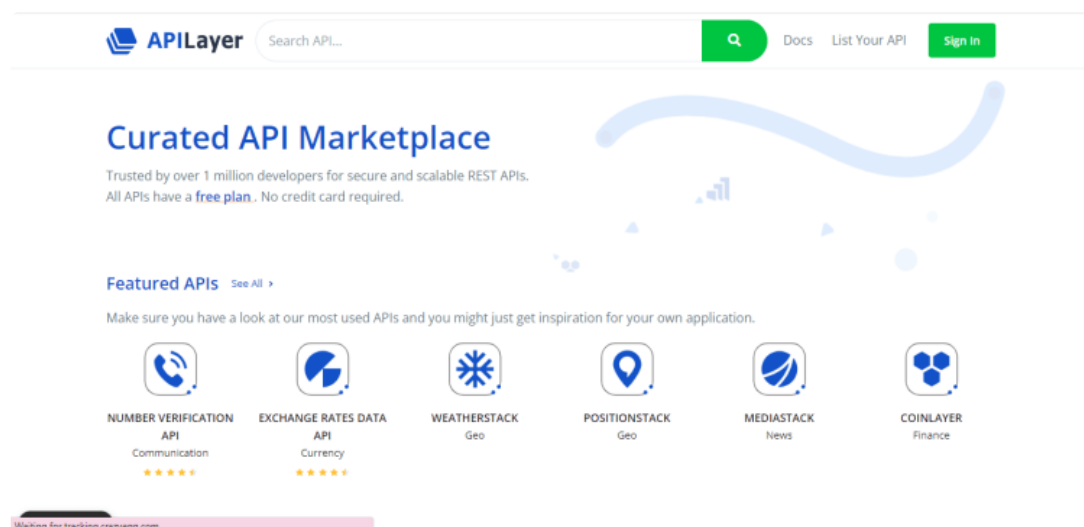 APILayer
Search API...
Docs
List Your API
Sign In
Curated API Marketplace
Trusted by over 1 million developers for secure and scalable REST APIs.
All APIs have a free plan . No credit card required.
Featured APIs
See All ›
Make sure you have a look at our most used APIs and you might just get inspiration for your own application.
NUMBER VERIFICATION
API
Communication
EXCHANGE RATES DATA
API
Currency
WEATHERSTACK
Geo
POSITIONSTACK
Geo
MEDIASTACK
News
COINLAYER
Finance
Waiting for tracking